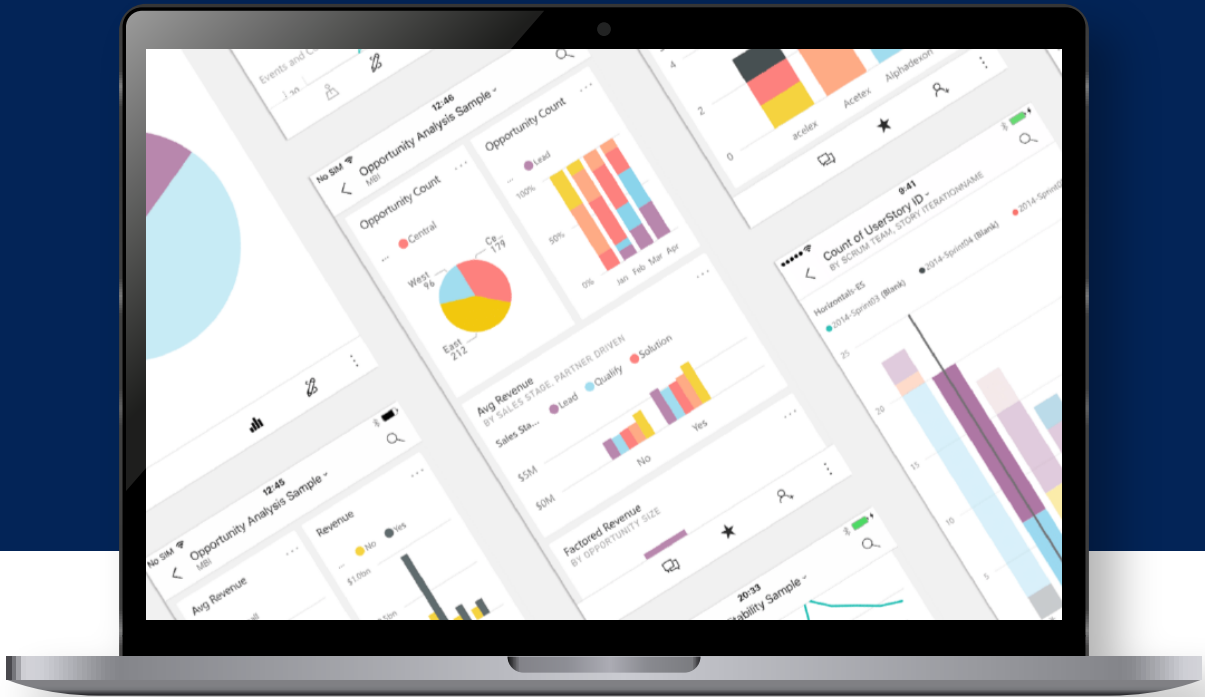 Events and
12:46
No SIM
Opportunity Analysis Sample
MBI
Opportunity Count
...
Central
Ce...
179
West
96
East
212
Opportunity Count
...
Lead
100%
50%
0%
Jan Feb Mar Apr
Avg Revenue
BY SALES STAGE, PARTNER DRIVEN
Sales Sta... Lead Qualify Solution
$5M
$0M
No Yes
Factored Revenue
BY OPPORTUNITY SIZE
4
2
0
acelex Acetex Alphadexon
9:41
Count of UserStory ID
BY SCRUM TEAM, STORY ITERATIONNAME
Horizontals-ES
2014-Sprint03 (Blank) 2014-Sprint04 (Blank)
25
20
15
10
5
12:45
No SIM
Opportunity Analysis Sample
MBI
Avg Revenue
Revenue
...
No Yes
$1.0bn
20:33
Sample